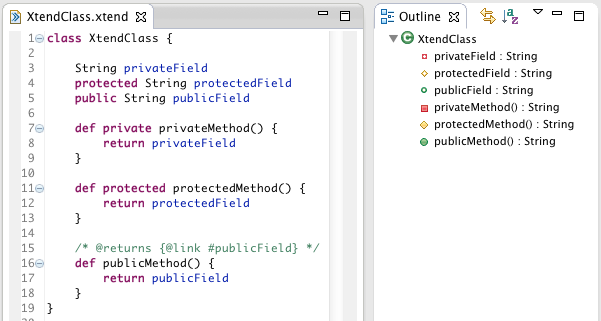 XtendClass.xtend
1 class XtendClass {
2
3 String privateField
4 protected String protectedField
5 public String publicField
6
7 def private privateMethod() {
8 return privateField
9 }
10
11 def protected protectedMethod() {
12 return protectedField
13 }
14
15 /* @returns {@link #publicField} */
16 def publicMethod() {
17 return publicField
18 }
19 }
Outline
XtendClass
privateField : String
protectedField : String
publicField : String
privateMethod() : String
protectedMethod() : String
publicMethod() : String